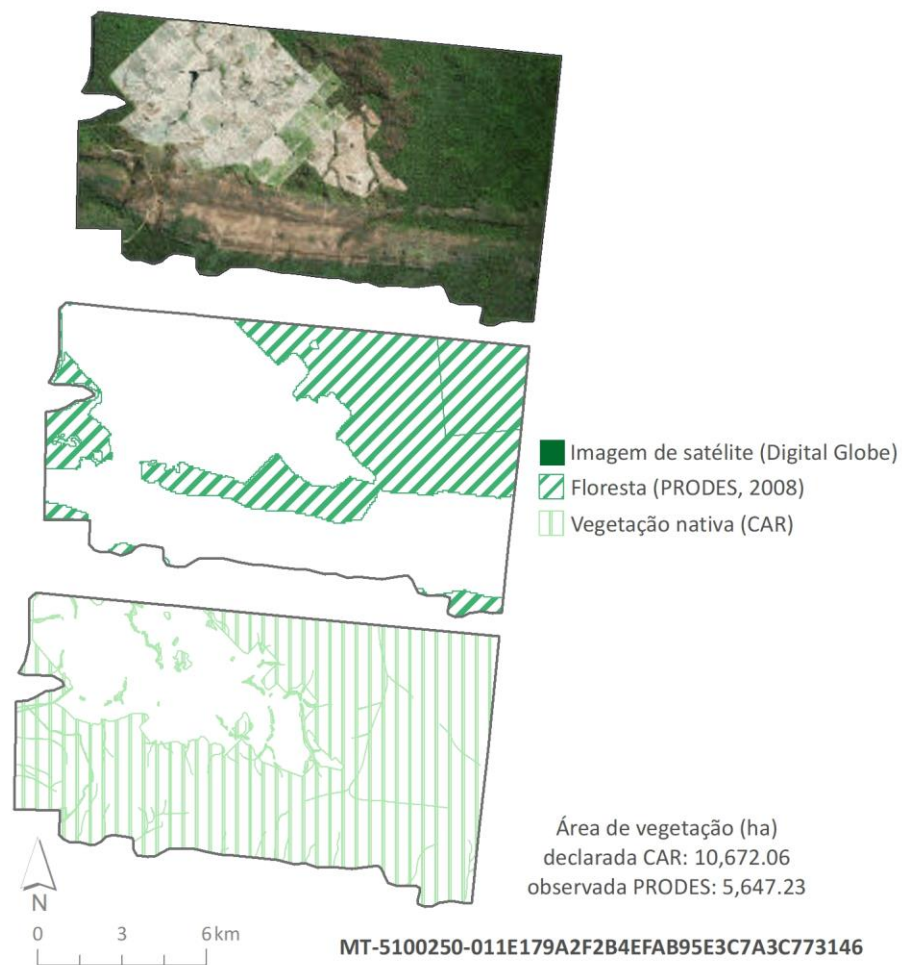 Imagem de satélite (Digital Globe)
Floresta (PRODES, 2008)
Vegetação nativa (CAR)
Área de vegetação (ha)
declarada CAR: 10,672.06
observada PRODES: 5,647.23
N
0 3 6 km
MT-5100250-011E179A2F2B4EFAB95E3C7A3C773146